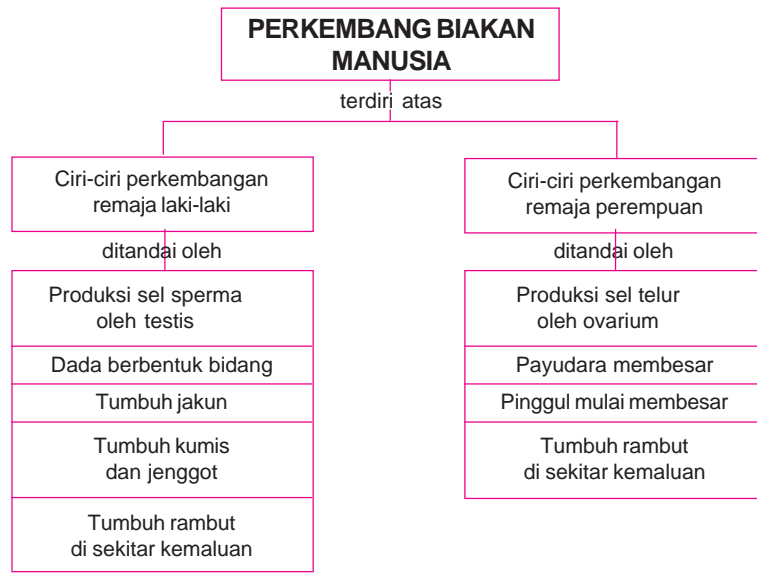 PERKEMBANG BIAKAN
MANUSIA
terdiri atas
Ciri-ciri perkembangan
remaja laki-laki
ditandai oleh
Produksi sel sperma
oleh testis
Dada berbentuk bidang
Tumbuh jakun
Tumbuh kumis
dan jenggot
Tumbuh rambut
di sekitar kemaluan
Ciri-ciri perkembangan
remaja perempuan
ditandai oleh
Produksi sel telur
oleh ovarium
Payudara membesar
Pinggul mulai membesar
Tumbuh rambut
di sekitar kemaluan